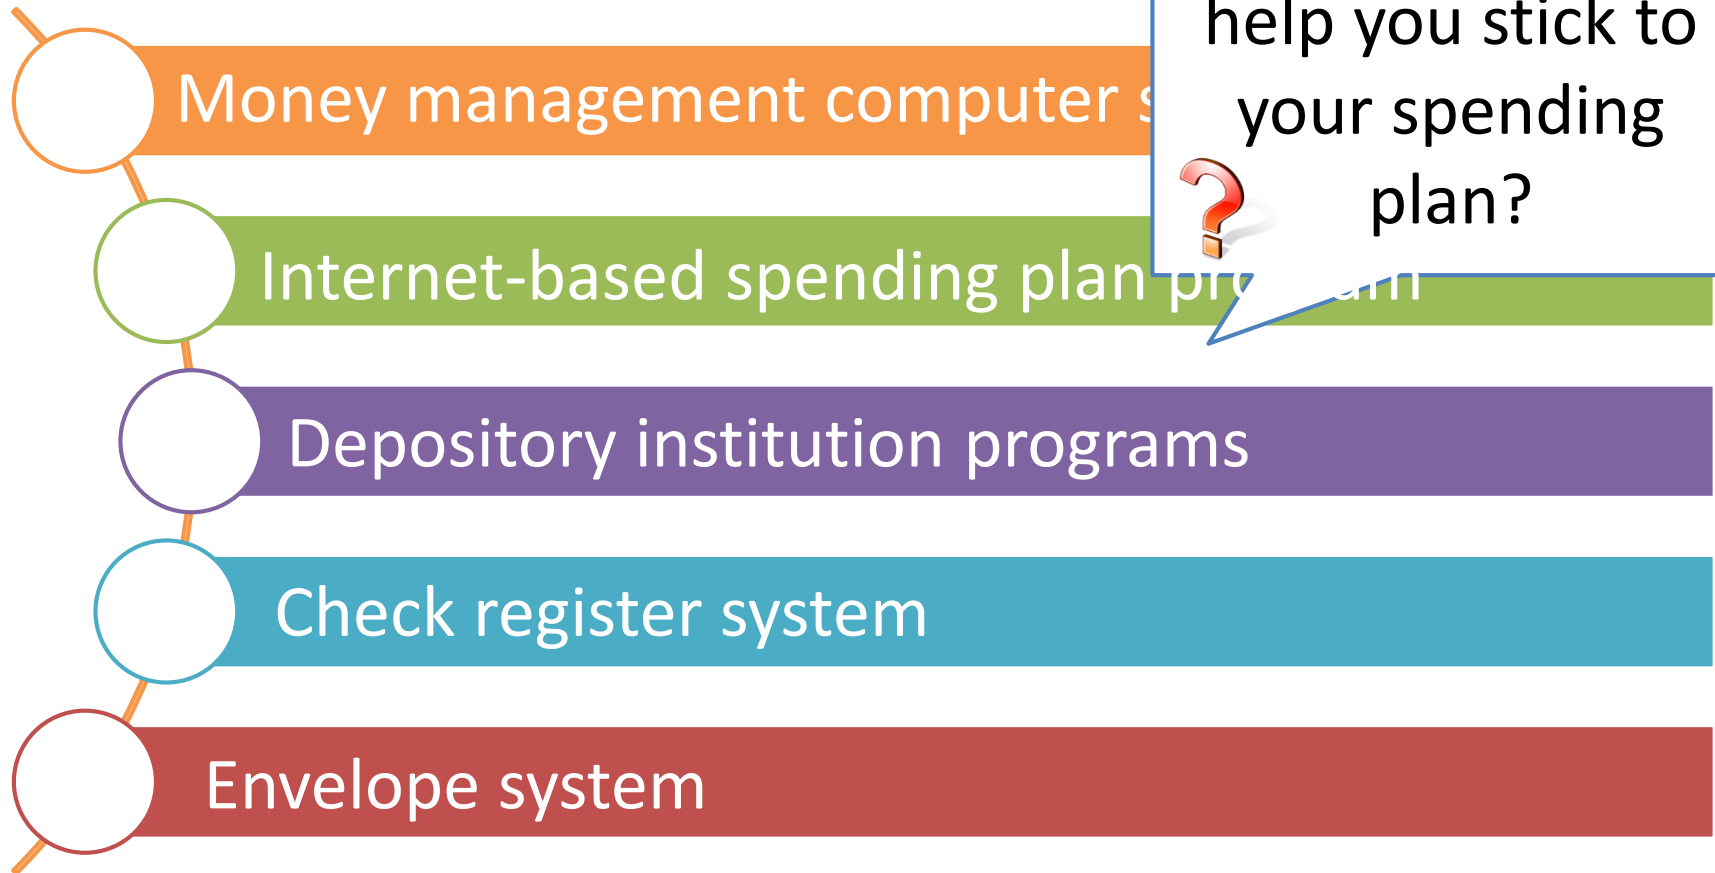 help you stick to
your spending
plan?
Money management computer
Internet-based spending plan
Depository institution programs
Check register system
Envelope system